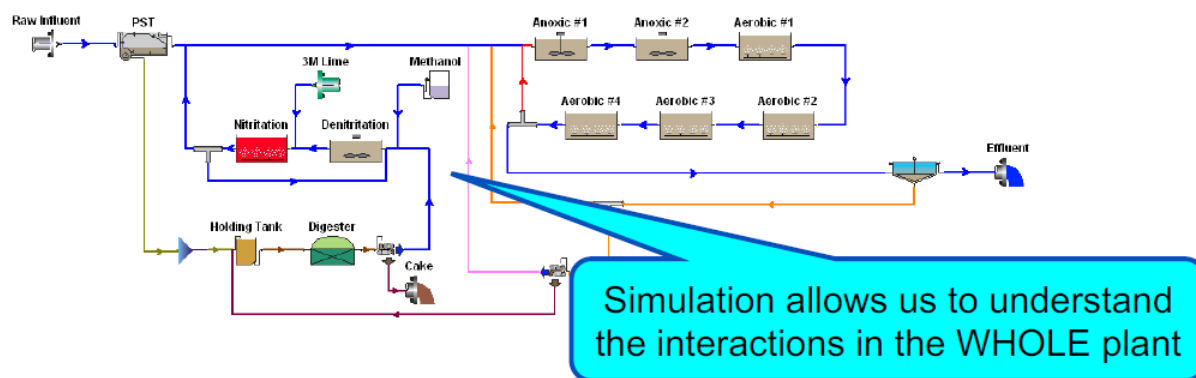 Raw Influent
PST
Anoxic #1
Anoxic #2
Aerobic #1
3M Lime
Methanol
Nitritation
Denitritation
Aerobic #4
Aerobic #3
Aerobic #2
Effluent
Holding Tank
Digester
Cake
Simulation allows us to understand
the interactions in the WHOLE plant